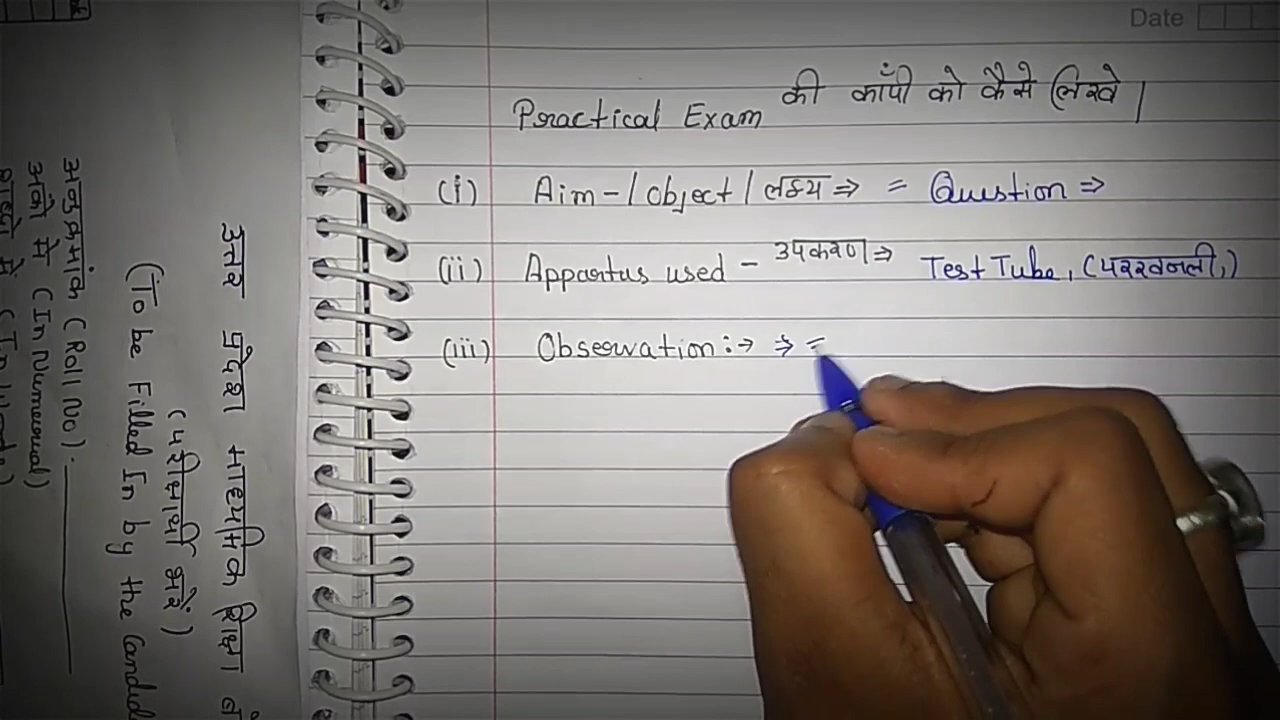 Date
Practical Exam की कॉपी को कैसे लिखे |
(i) Aim - / Object / लक्ष्य ⇒ = Question ⇒
(ii) Appartus used - उपकरण ⇒ Test Tube, (परखनली,)
(iii) Observation :→ ⇒ =
उत्तर प्रदेश माध्यमिक शिक्षा
(परीक्षार्थी भरें)
(To be Filled In by the Candid
अनुक्रमांक (Roll No).
अंको में (In Numeral)